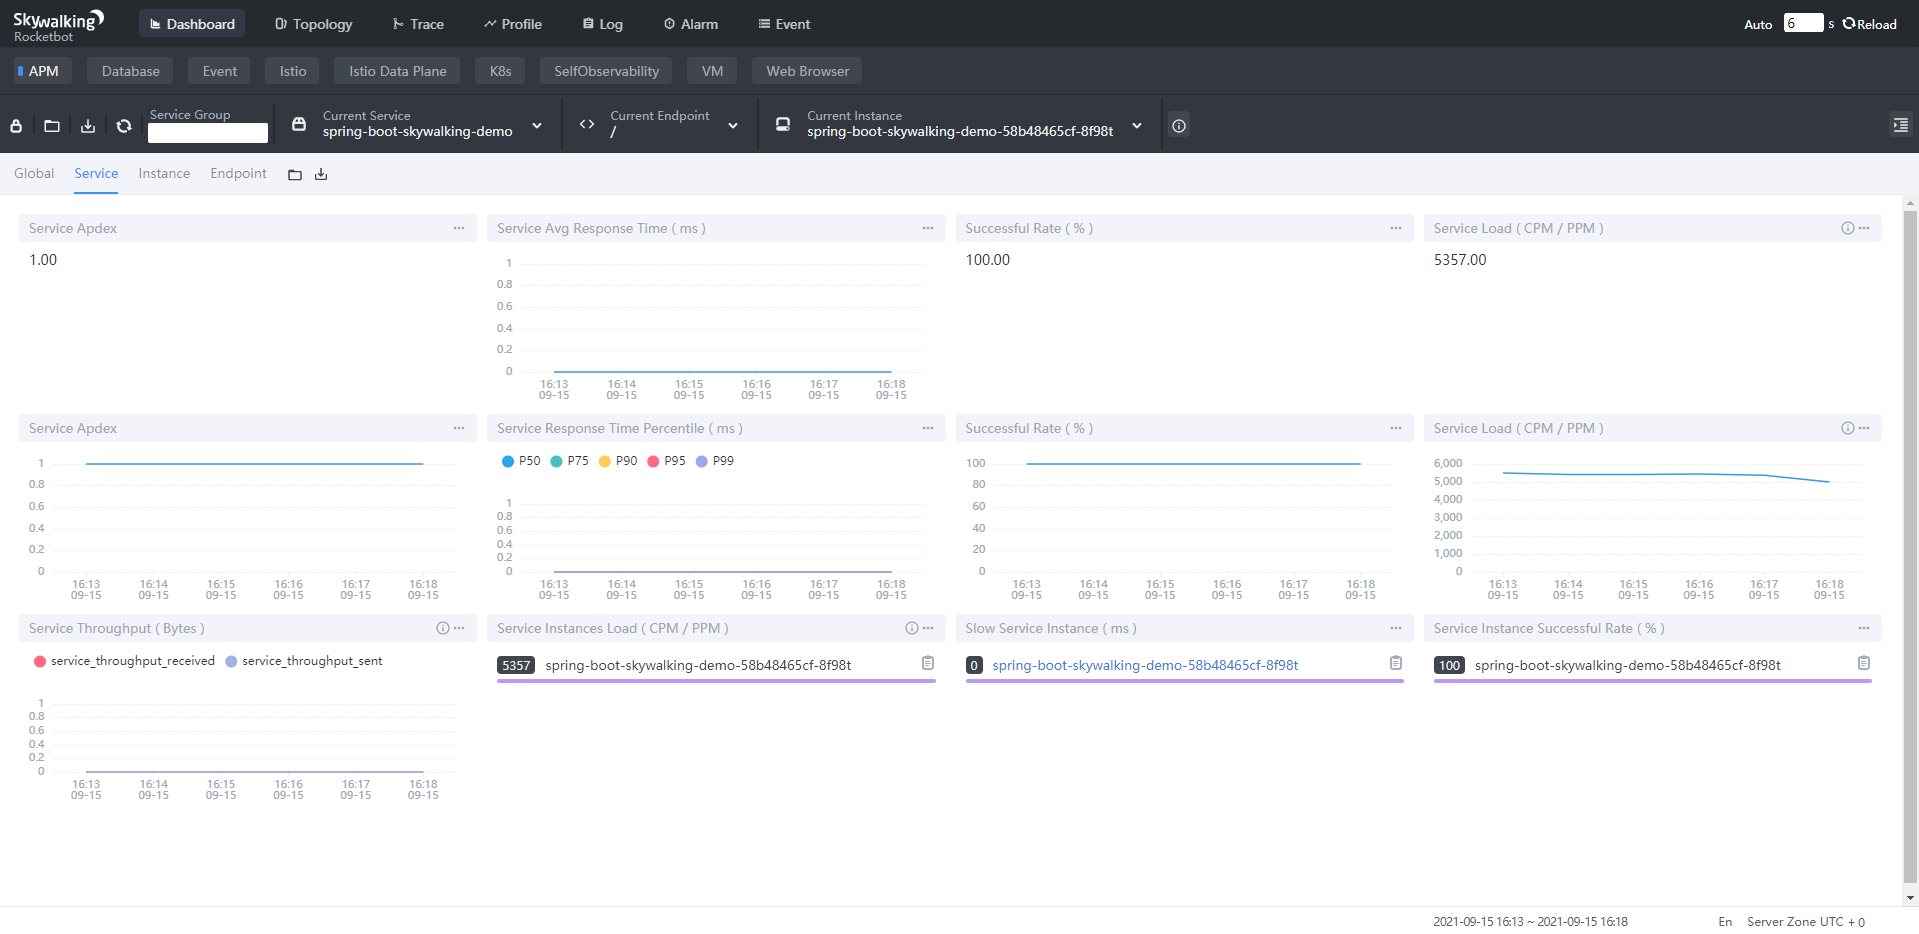 Skywalking
Rocketbot
Dashboard Topology Trace Profile Log Alarm Event
Auto 6 s Reload
APM Database Event Istio Istio Data Plane K8s SelfObservability VM Web Browser
Service Group
Current Service
spring-boot-skywalking-demo
Current Endpoint
/
Current Instance
spring-boot-skywalking-demo-58b48465cf-8f98t
Global Service Instance Endpoint
Service Apdex
1.00
Service Avg Response Time ( ms )
1
0.8
0.6
0.4
0.2
0
16:13 16:14 16:15 16:16 16:17 16:18
09-15 09-15 09-15 09-15 09-15 09-15
Successful Rate ( % )
100.00
Service Load ( CPM / PPM )
5357.00
Service Apdex
1
0.8
0.6
0.4
0.2
0
16:13 16:14 16:15 16:16 16:17 16:18
09-15 09-15 09-15 09-15 09-15 09-15
Service Response Time Percentile ( ms )
P50 P75 P90 P95 P99
1
0.8
0.6
0.4
0.2
0
16:13 16:14 16:15 16:16 16:17 16:18
09-15 09-15 09-15 09-15 09-15 09-15
Successful Rate ( % )
100
80
60
40
20
0
16:13 16:14 16:15 16:16 16:17 16:18
09-15 09-15 09-15 09-15 09-15 09-15
Service Load ( CPM / PPM )
6,000
5,000
4,000
3,000
2,000
1,000
0
16:13 16:14 16:15 16:16 16:17 16:18
09-15 09-15 09-15 09-15 09-15 09-15
Service Throughput ( Bytes )
service_throughput_received service_throughput_sent
1
0.8
0.6
0.4
0.2
0
16:13 16:14 16:15 16:16 16:17 16:18
09-15 09-15 09-15 09-15 09-15 09-15
Service Instances Load ( CPM / PPM )
5357 spring-boot-skywalking-demo-58b48465cf-8f98t
Slow Service Instance ( ms )
0 spring-boot-skywalking-demo-58b48465cf-8f98t
Service Instance Successful Rate ( % )
100 spring-boot-skywalking-demo-58b48465cf-8f98t
2021-09-15 16:13 ~ 2021-09-15 16:18 En Server Zone UTC + 0